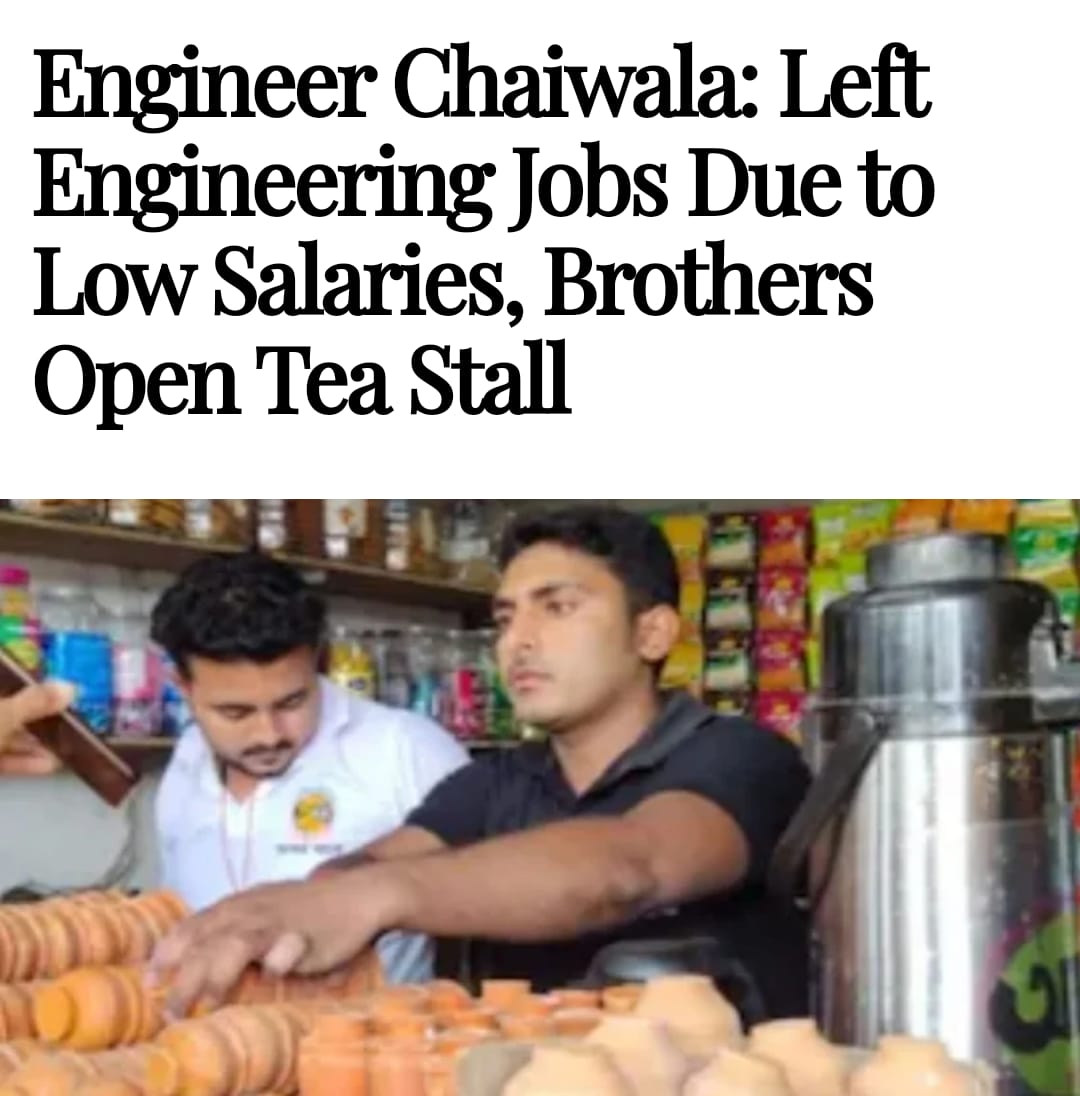 Engineer Chaiwala: Left
Engineering Jobs Due to
Low Salaries, Brothers
Open Tea Stall